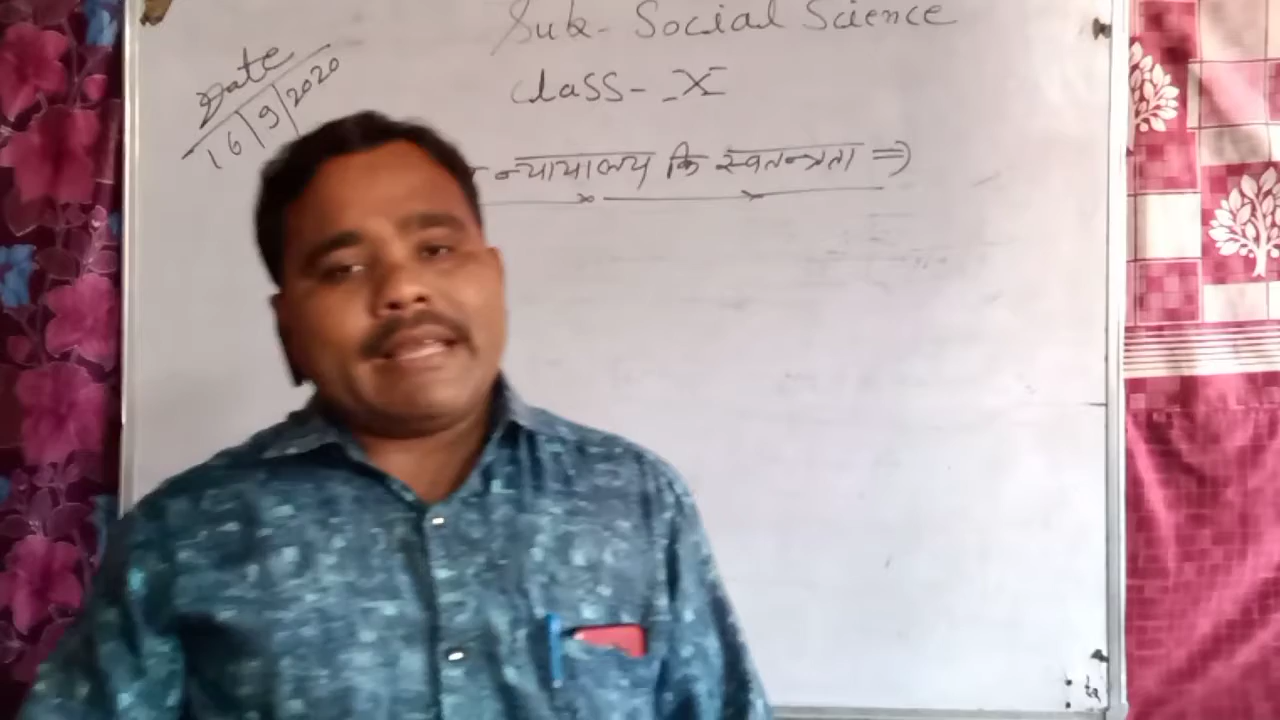 Sub- Social Science
Date
16/9/2020
Class- X
न्यायालय कि स्वतन्त्रता ⇒